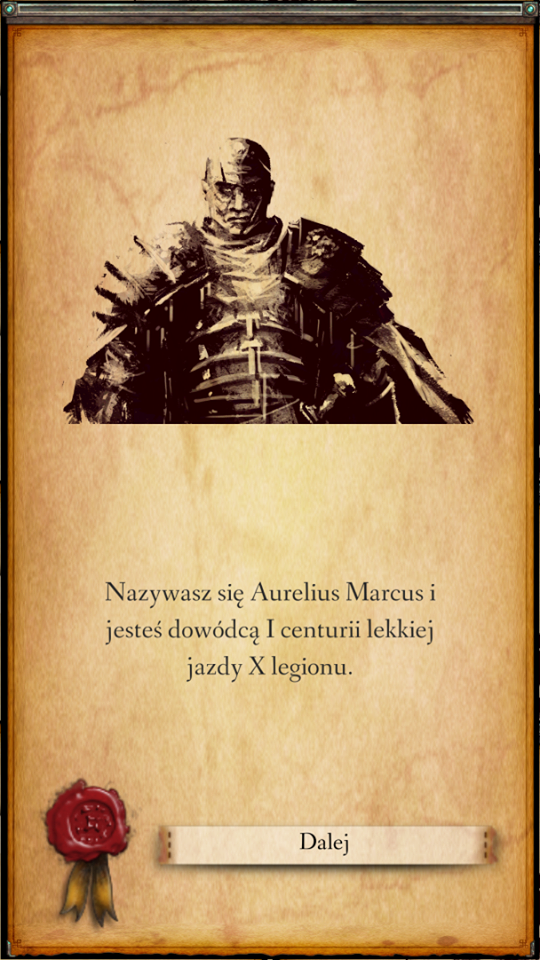 Nazywasz się Aurelius Marcus i
jesteś dowódcą I centurii lekkiej
jazdy X legionu.
Dalej